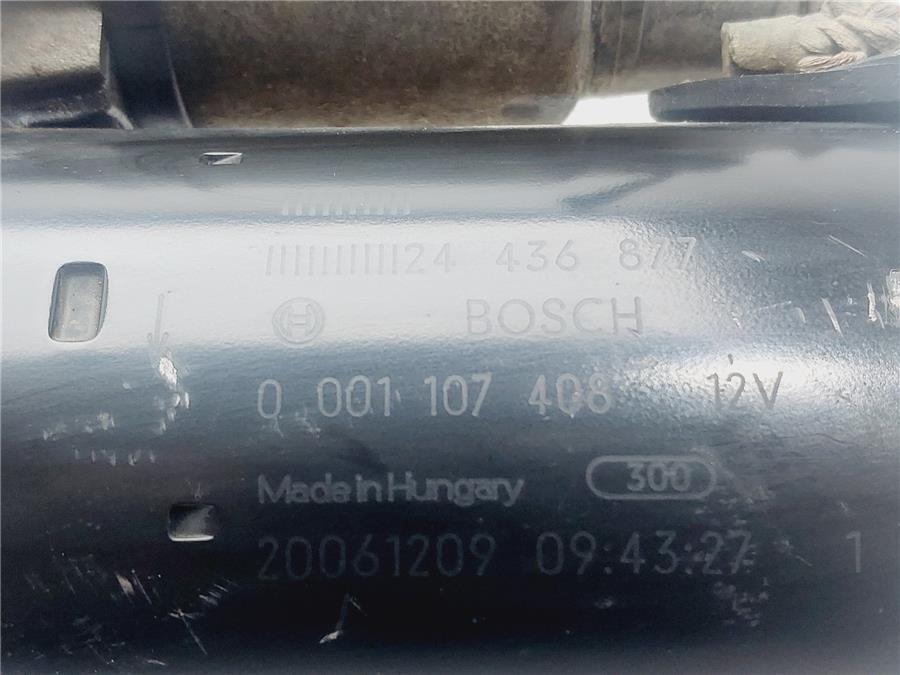 24 436 877
BOSCH
0 001 107 408 12V
Made in Hungary 300
20061209 09:43:27 1